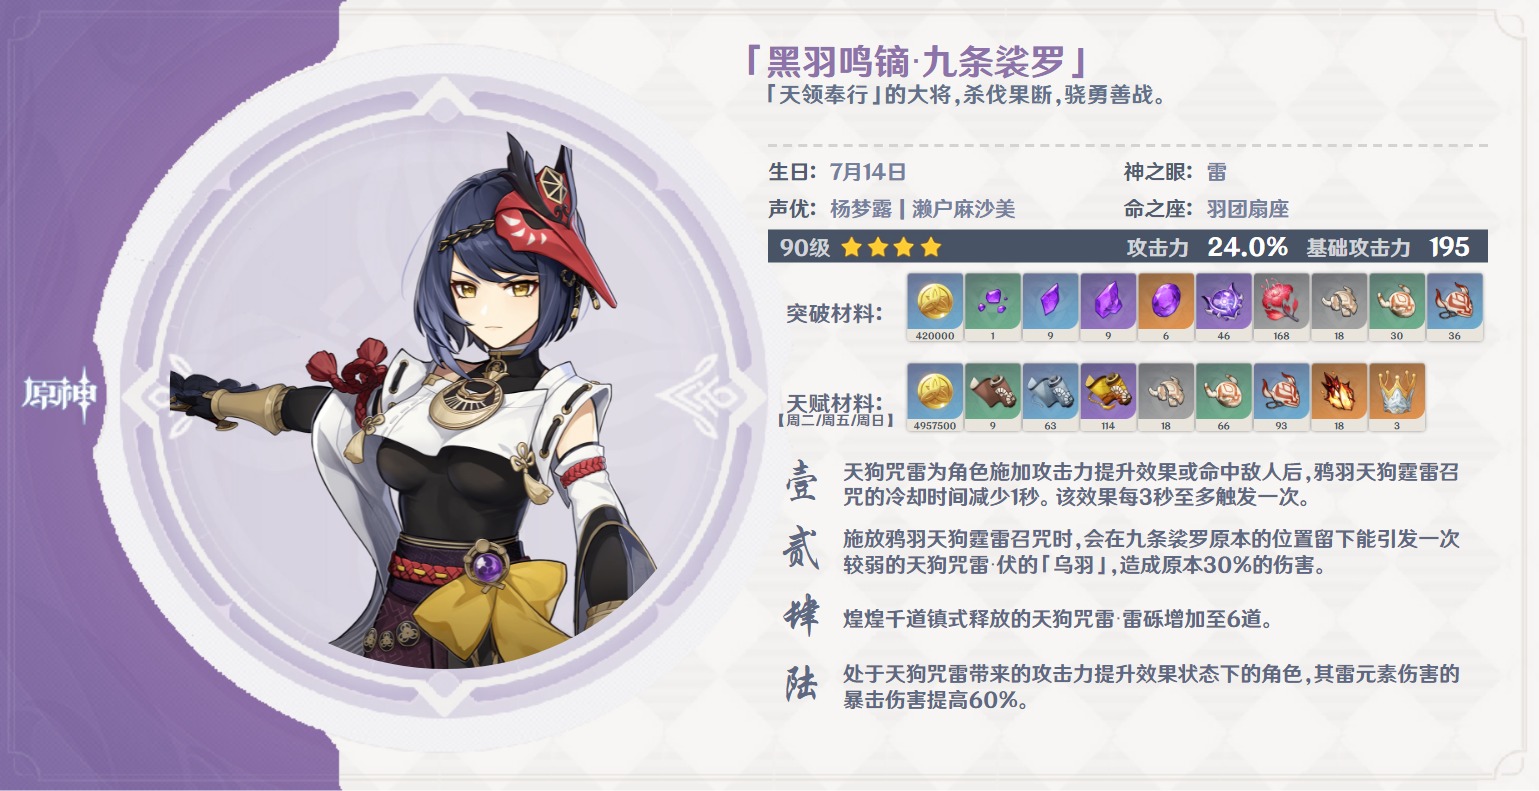 原神
「黑羽鸣镝·九条裟罗」
「天领奉行」的大将,杀伐果断,骁勇善战。
生日: 7月14日 神之眼: 雷
声优: 杨梦露 | 濑户麻沙美 命之座: 羽团扇座
90级 攻击力 24.0% 基础攻击力 195
突破材料:
420000 1 9 9 6 46 168 18 30 36
天赋材料:
【周二/周五/周日】
4957500 9 63 114 18 66 93 18 3
壹 天狗咒雷为角色施加攻击力提升效果或命中敌人后,鸦羽天狗霆雷召
咒的冷却时间减少1秒。该效果每3秒至多触发一次。
贰 施放鸦羽天狗霆雷召咒时,会在九条裟罗原本的位置留下能引发一次
较弱的天狗咒雷·伏的「乌羽」,造成原本30%的伤害。
肆 煌煌千道镇式释放的天狗咒雷·雷砾增加至6道。
陆 处于天狗咒雷带来的攻击力提升效果状态下的角色,其雷元素伤害的
暴击伤害提高60%。